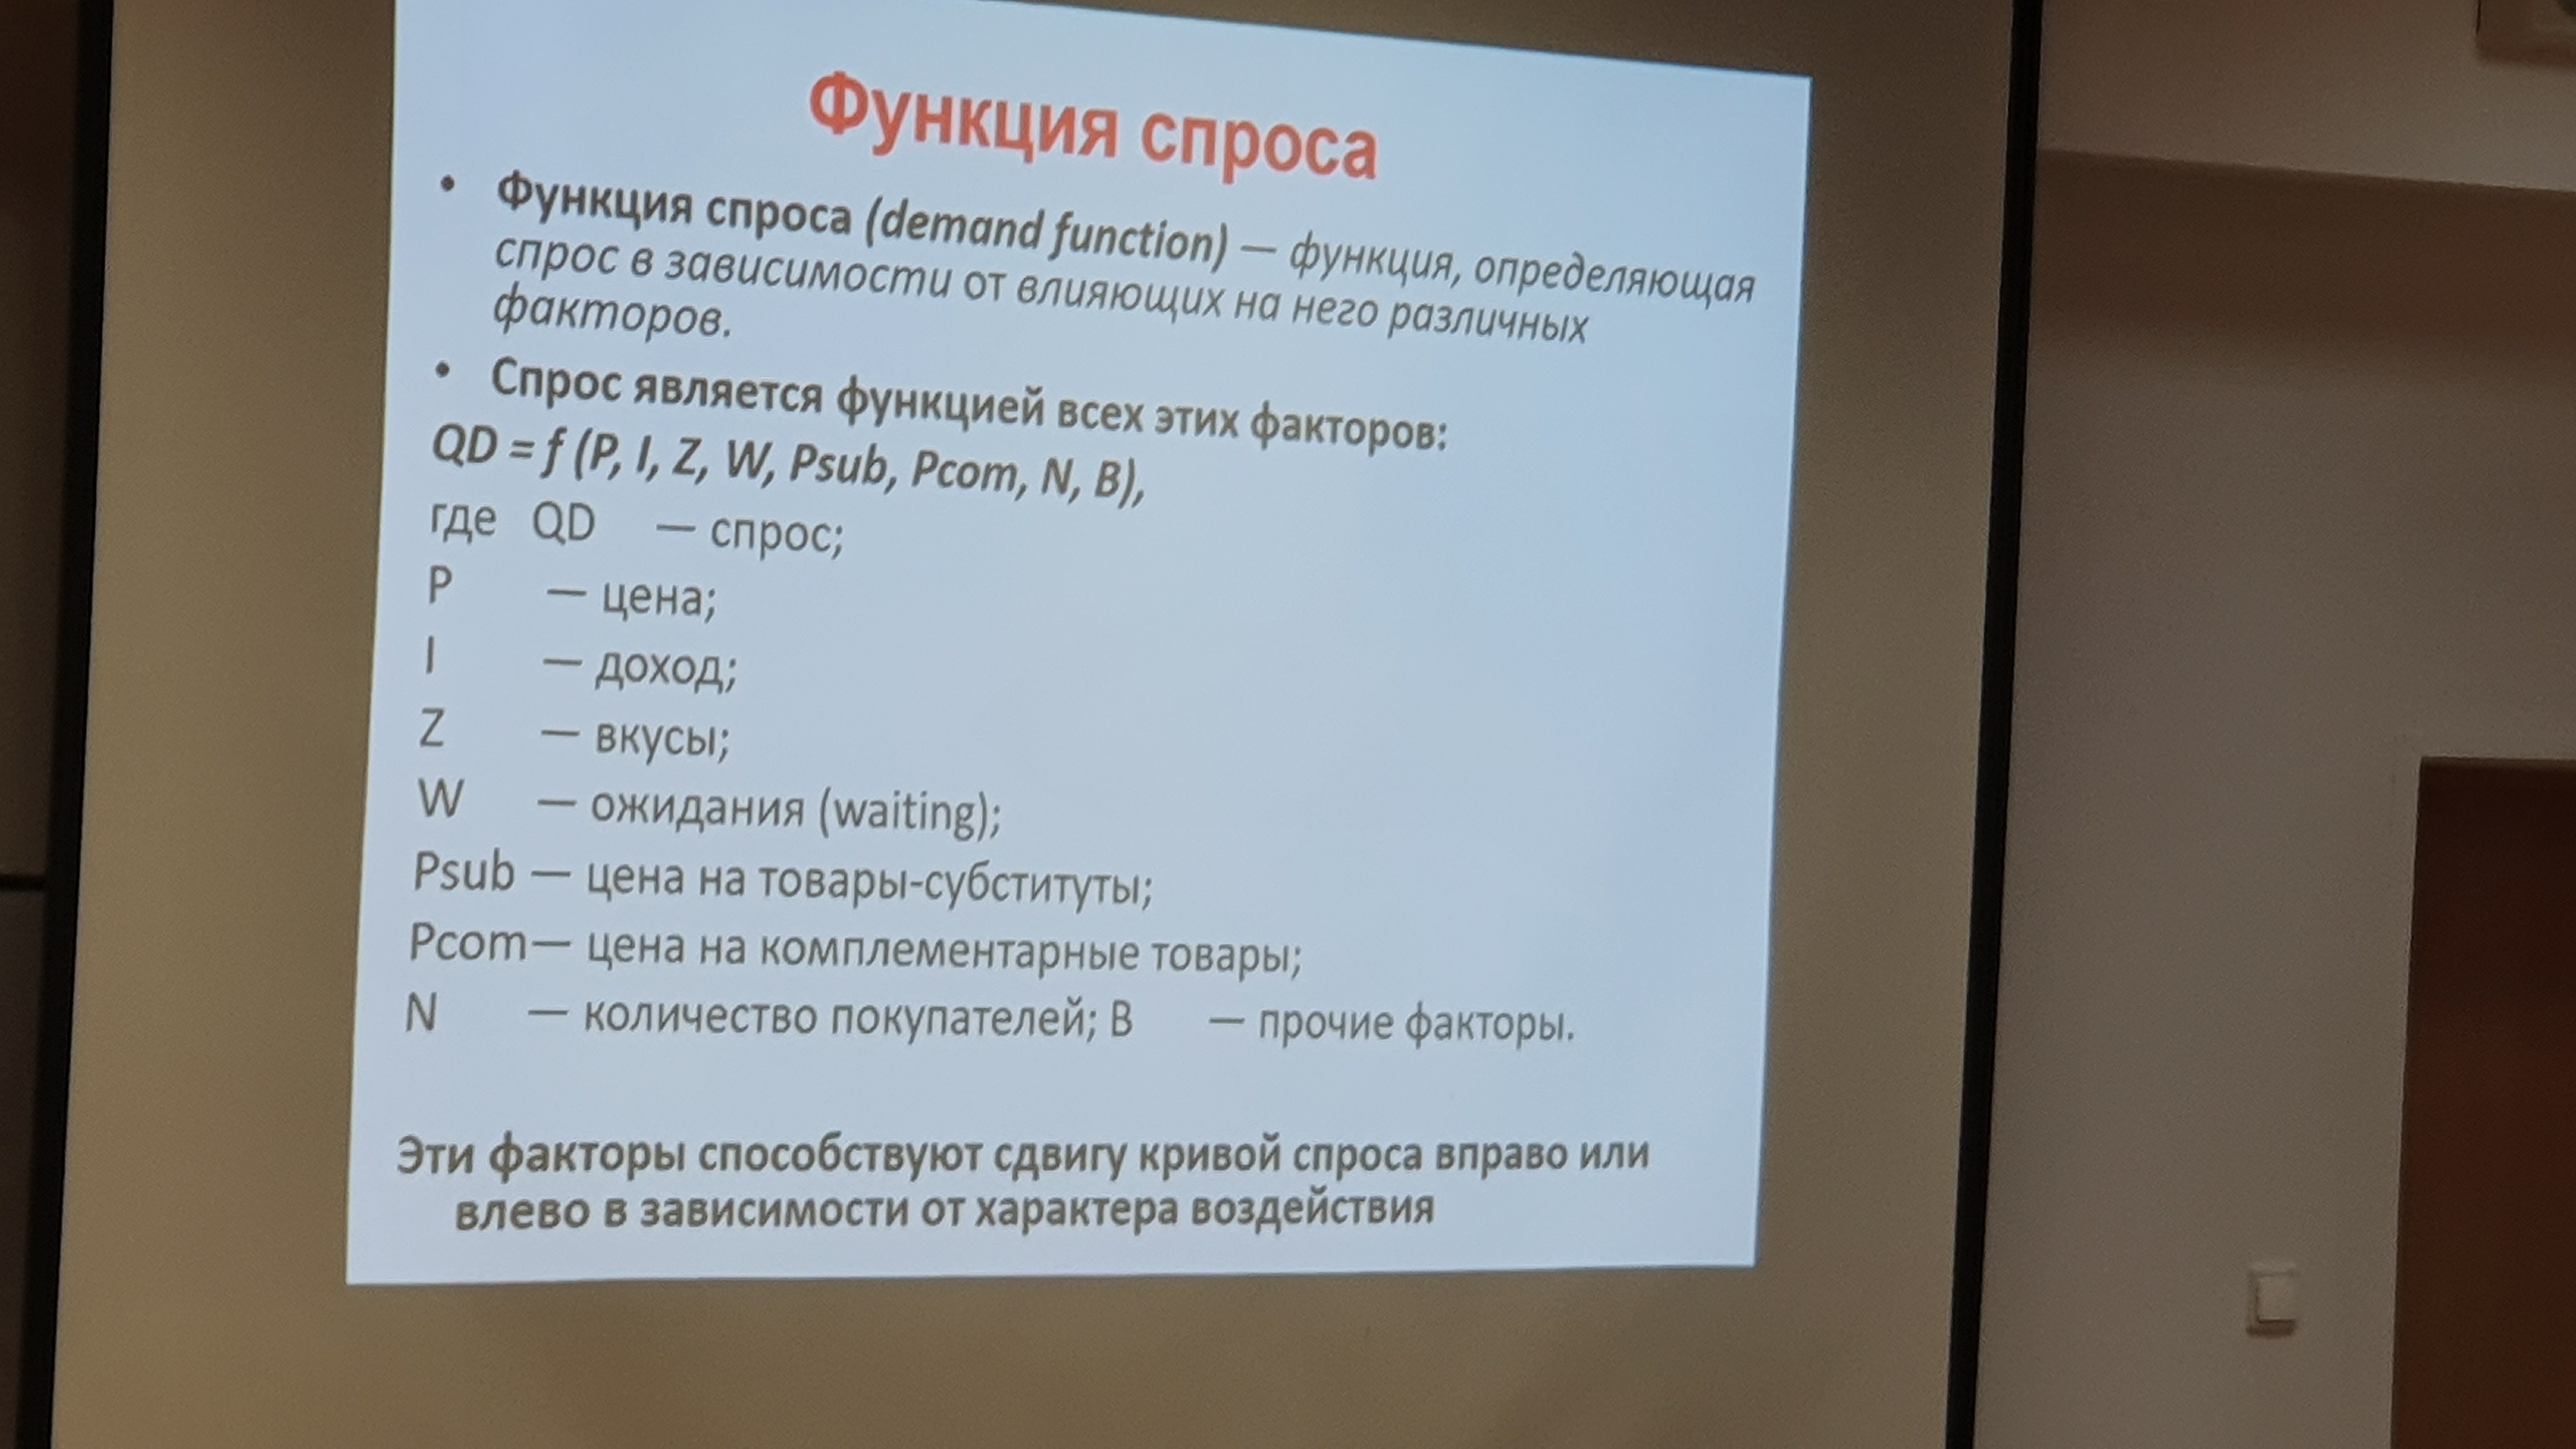 Функция спроса
• Функция спроса (demand function) — функция, определяющая
спрос в зависимости от влияющих на него различных
факторов.
• Спрос является функцией всех этих факторов:
QD = f (P, I, Z, W, Psub, Pcom, N, B),
где QD — спрос;
P — цена;
I — доход;
Z — вкусы;
W — ожидания (waiting);
Psub — цена на товары-субституты;
Pcom— цена на комплементарные товары;
N — количество покупателей; B — прочие факторы.
Эти факторы способствуют сдвигу кривой спроса вправо или
влево в зависимости от характера воздействия